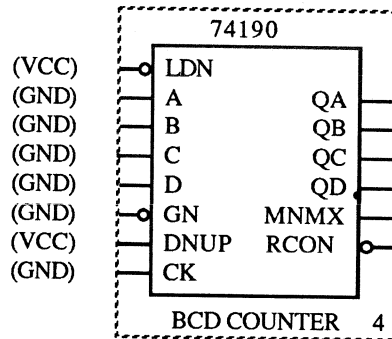 74190
(VCC) LDN
(GND) A QA
(GND) B QB
(GND) C QC
(GND) D QD
(GND) GN MNMX
(VCC) DNUP RCON
(GND) CK
BCD COUNTER 4